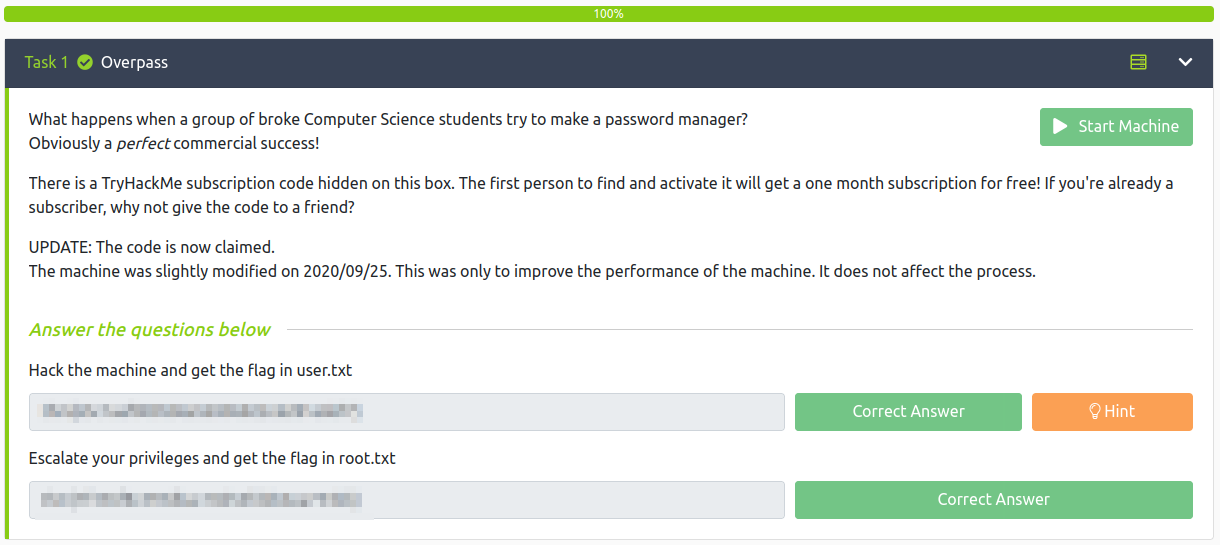 100%
Task 1 Overpass
What happens when a group of broke Computer Science students try to make a password manager?
Obviously a perfect commercial success!
Start Machine
There is a TryHackMe subscription code hidden on this box. The first person to find and activate it will get a one month subscription for free! If you're already a
subscriber, why not give the code to a friend?
UPDATE: The code is now claimed.
The machine was slightly modified on 2020/09/25. This was only to improve the performance of the machine. It does not affect the process.
Answer the questions below
Hack the machine and get the flag in user.txt
Correct Answer
Hint
Escalate your privileges and get the flag in root.txt
Correct Answer